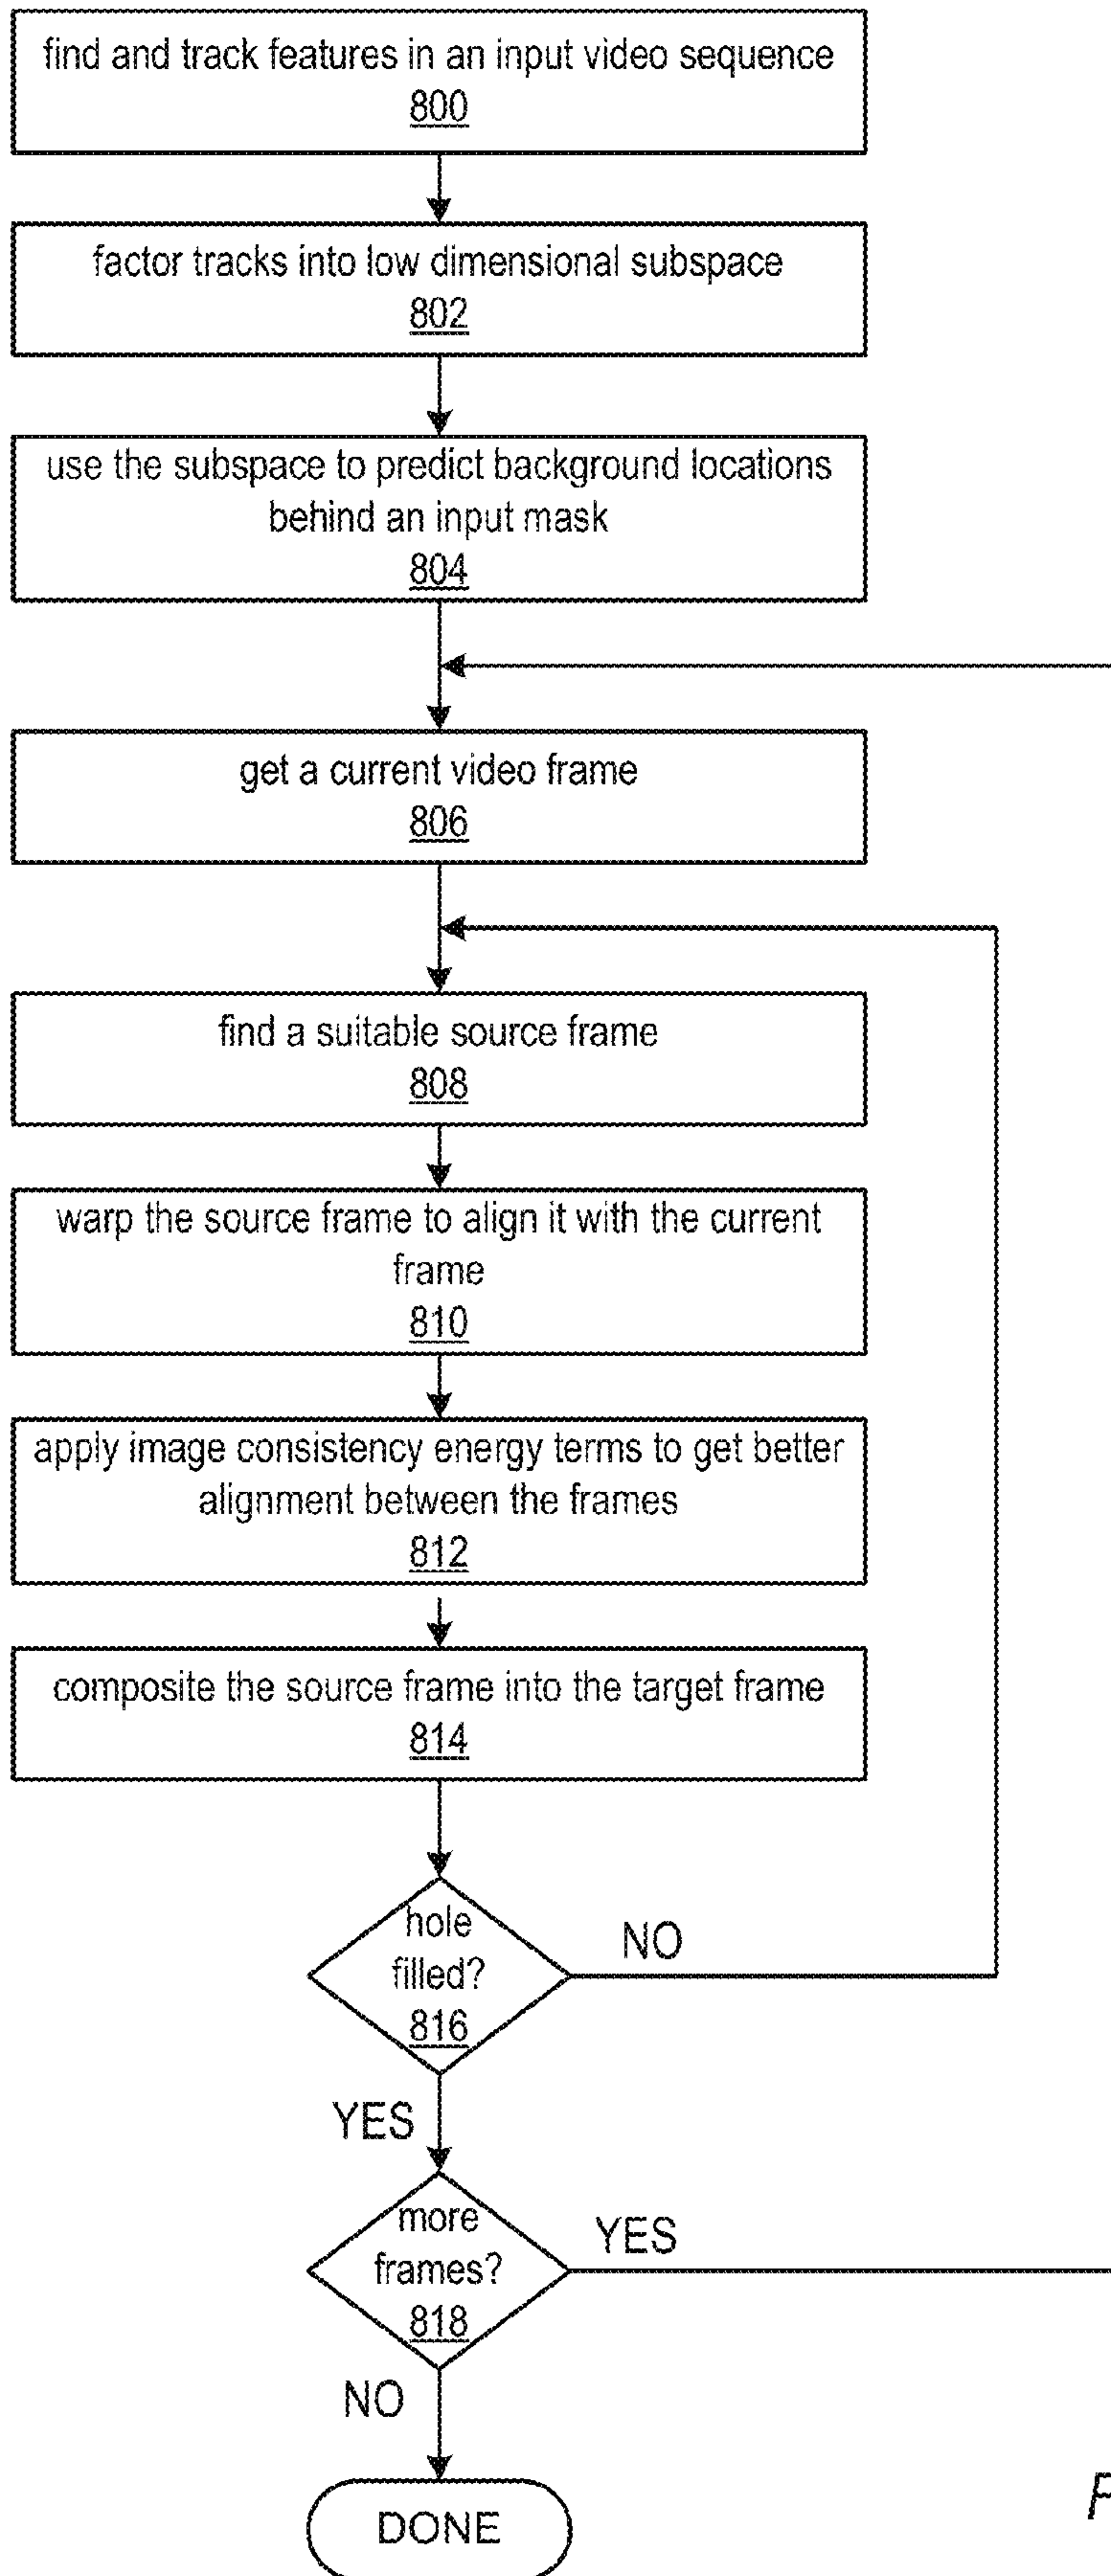 find and track features in an input video sequence
800
factor tracks into low dimensional subspace
802
use the subspace to predict background locations
behind an input mask
804
get a current video frame
806
find a suitable source frame
808
warp the source frame to align it with the current
frame
810
apply image consistency energy terms to get better
alignment between the frames
812
composite the source frame into the target frame
814
hole
filled?
816
NO
YES
more
frames?
818
YES
NO
DONE